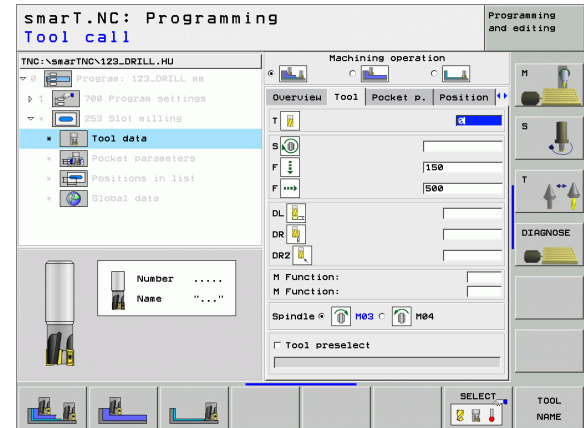 smarT.NC: Programming
Tool call
Programming
and editing
TNC:\smarTNC\123_DRILL.HU
0 Program: 123_DRILL mm
1 700 Program settings
* 253 Slot milling
* Tool data
* Pocket parameters
* Positions in list
* Global data
Machining operation
Overview Tool Pocket p. Position
T 0
S
F 150
F 500
DL
DR
DR2
M Function:
M Function:
Spindle M03 M04
Tool preselect
Number .....
Name "..."
M
S
T
DIAGNOSE
SELECT
TOOL
NAME